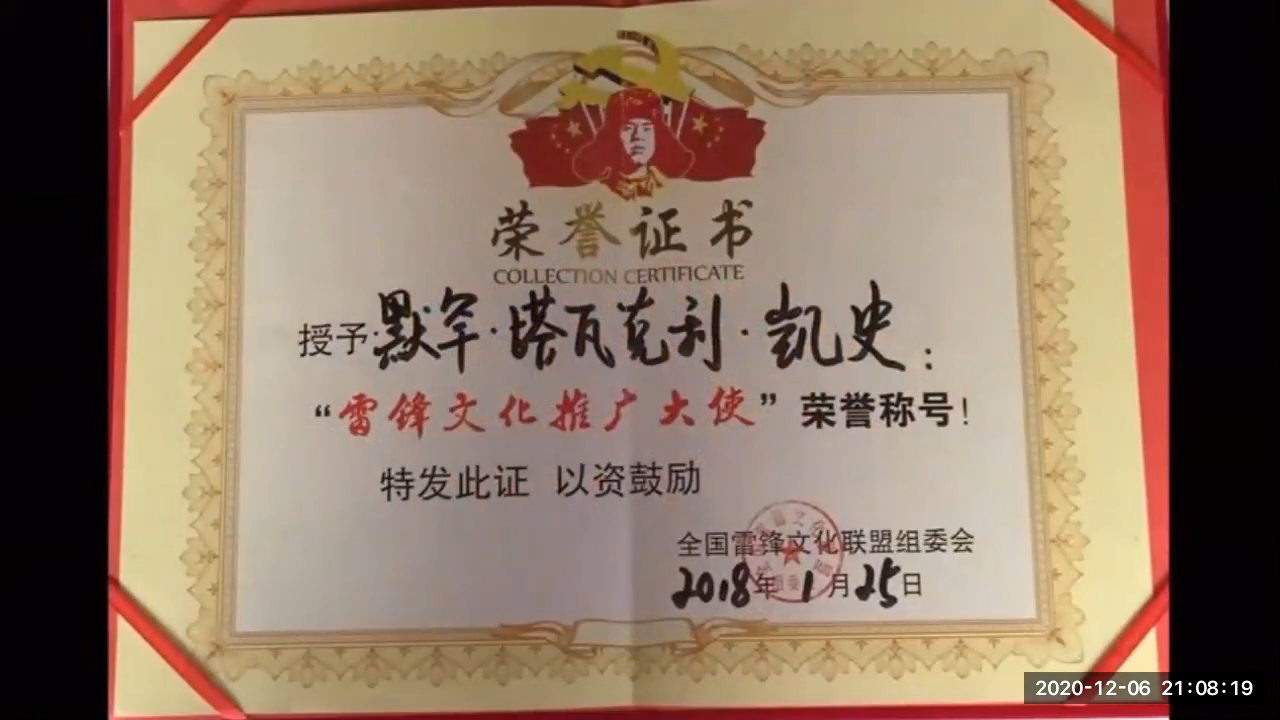 荣誉证书
COLLECTION CERTIFICATE
授予:默罕·塔瓦克利·凯史:
“雷锋文化推广大使”荣誉称号!
特发此证 以资鼓励
全国雷锋文化联盟组委会
2018年1月25日
2020-12-06 21:08:19